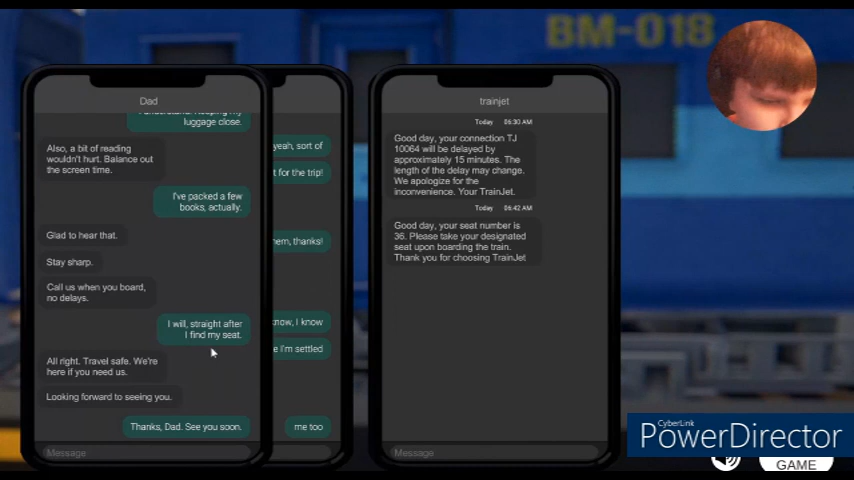 BM-018
Dad
luggage close.
Also, a bit of reading
wouldn't hurt. Balance out
the screen time.
I've packed a few
books, actually.
Glad to hear that.
Stay sharp.
Call us when you board,
no delays.
I will, straight after
I find my seat.
All right. Travel safe. We're
here if you need us.
Looking forward to seeing you.
Thanks, Dad. See you soon.
Message
yeah, sort of
t for the trip!
hem, thanks!
know, I know
e I'm settled
me too
trainjet
Today 06:30 AM
Good day, your connection TJ
10064 will be delayed by
approximately 15 minutes. The
length of the delay may change.
We apologize for the
inconvenience. Your TrainJet.
Today 06:42 AM
Good day, your seat number is
36. Please take your designated
seat upon boarding the train.
Thank you for choosing TrainJet
Message
CyberLink
PowerDirector
GAME